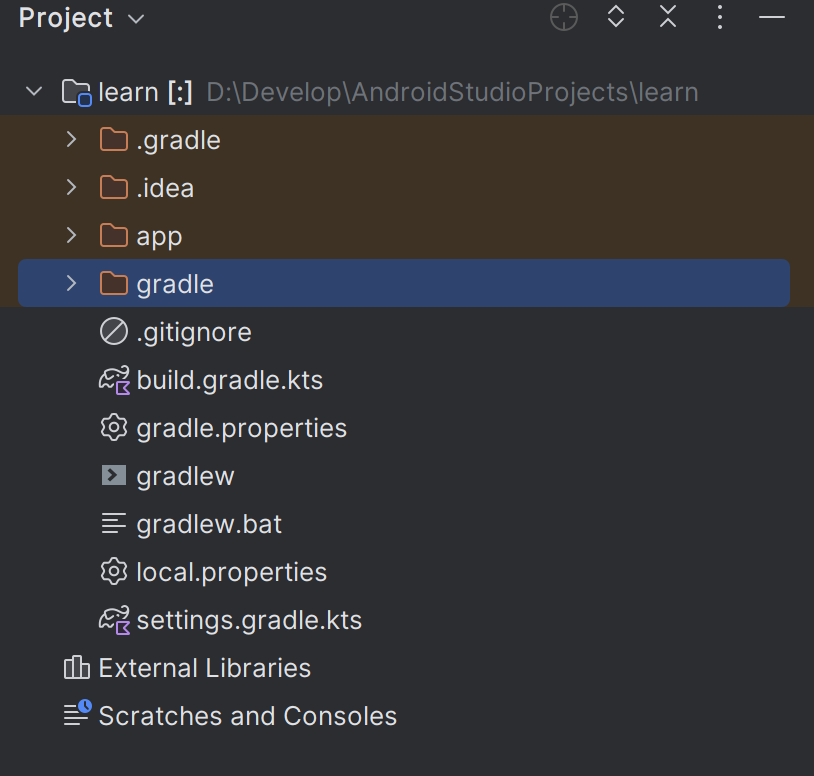 Project
learn [:] D:\Develop\AndroidStudioProjects\learn
.gradle
.idea
app
gradle
.gitignore
build.gradle.kts
gradle.properties
gradlew
gradlew.bat
local.properties
settings.gradle.kts
External Libraries
Scratches and Consoles